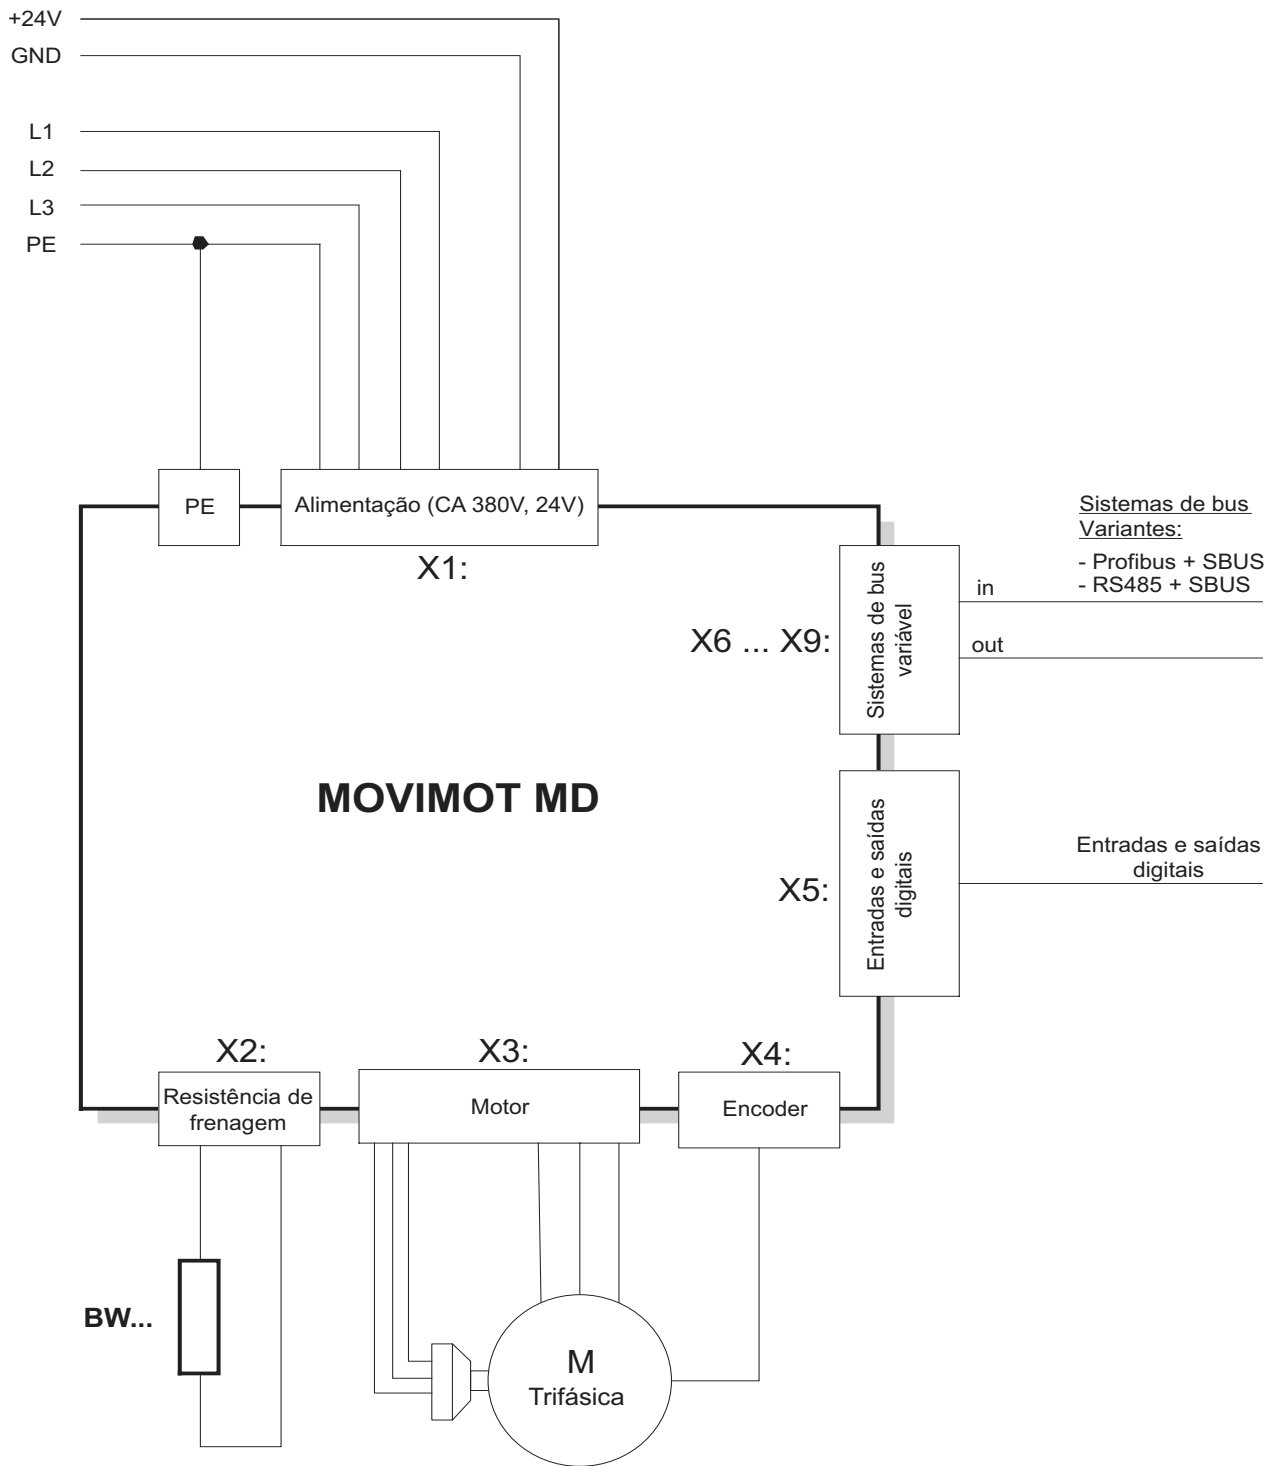 +24V
GND
L1
L2
L3
PE
PE
Alimentação (CA 380V, 24V)
X1:
Sistemas de bus
Variantes:
- Profibus + SBUS
- RS485 + SBUS
in
out
X6 ... X9:
Sistemas de bus
variável
MOVIMOT MD
X5:
Entradas e saídas
digitais
Entradas e saídas
digitais
X2:
X3:
X4:
Resistência de
frenagem
Motor
Encoder
BW...
M
Trifásica